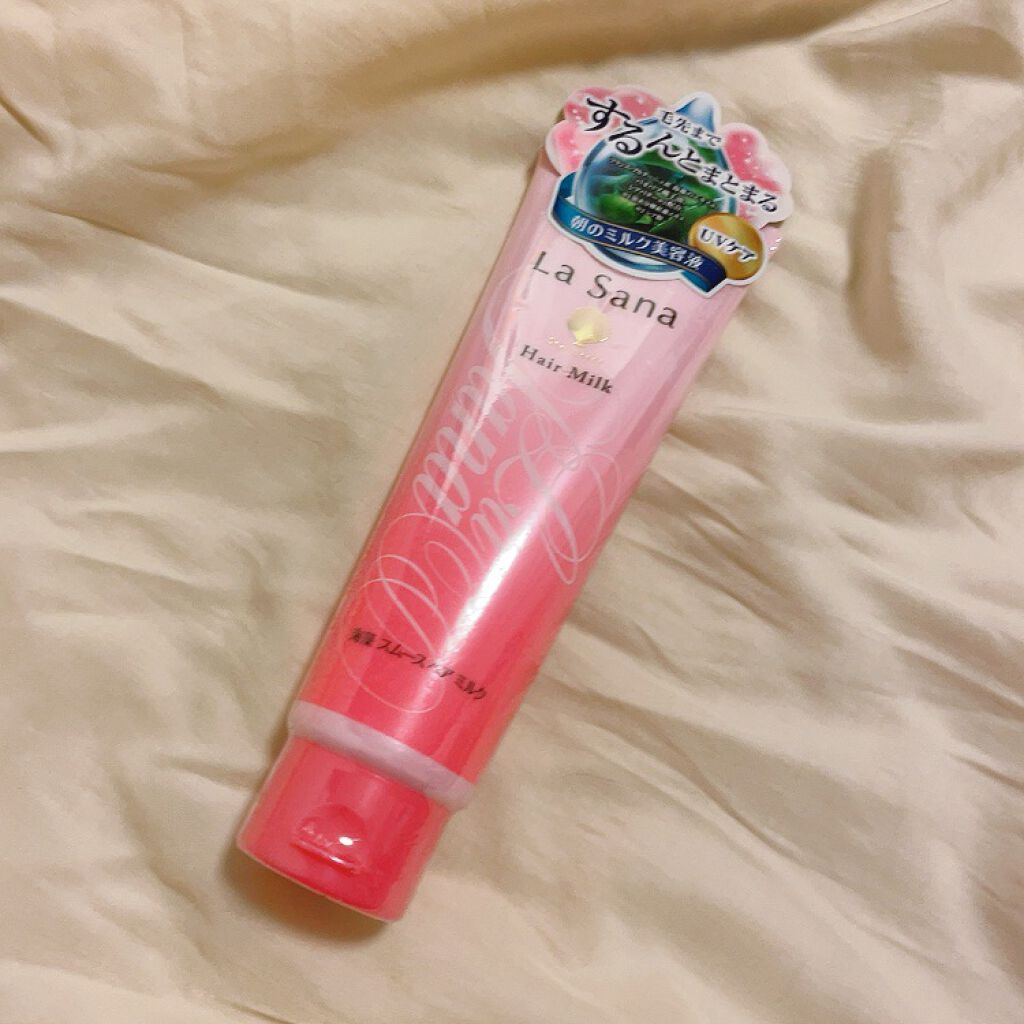 毛先まで
するんとまとまる
朝のミルク美容液
UVケア
La Sana
Hair Milk
La Sana
海藻 スムース ヘア ミルク